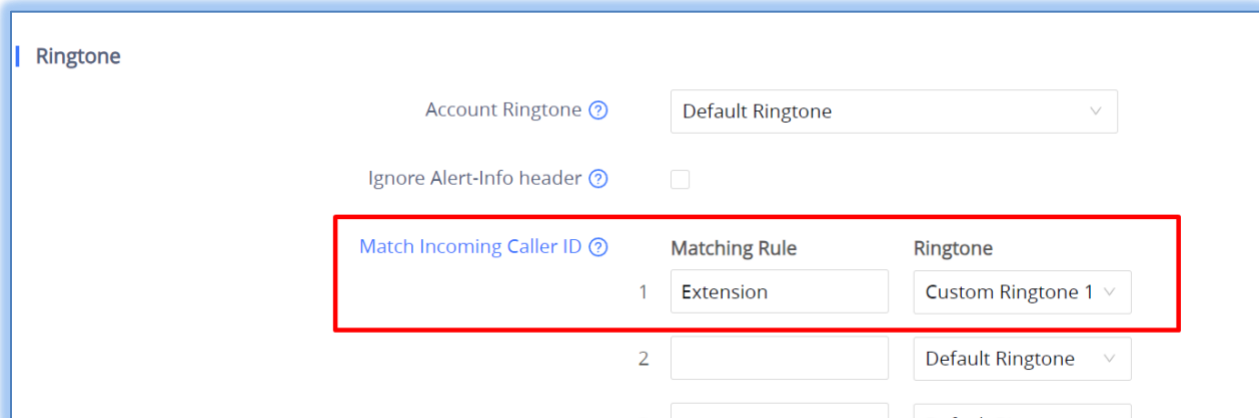 Ringtone
Account Ringtone Default Ringtone
Ignore Alert-Info header
Match Incoming Caller ID Matching Rule Ringtone
1 Extension Custom Ringtone 1
2 Default Ringtone